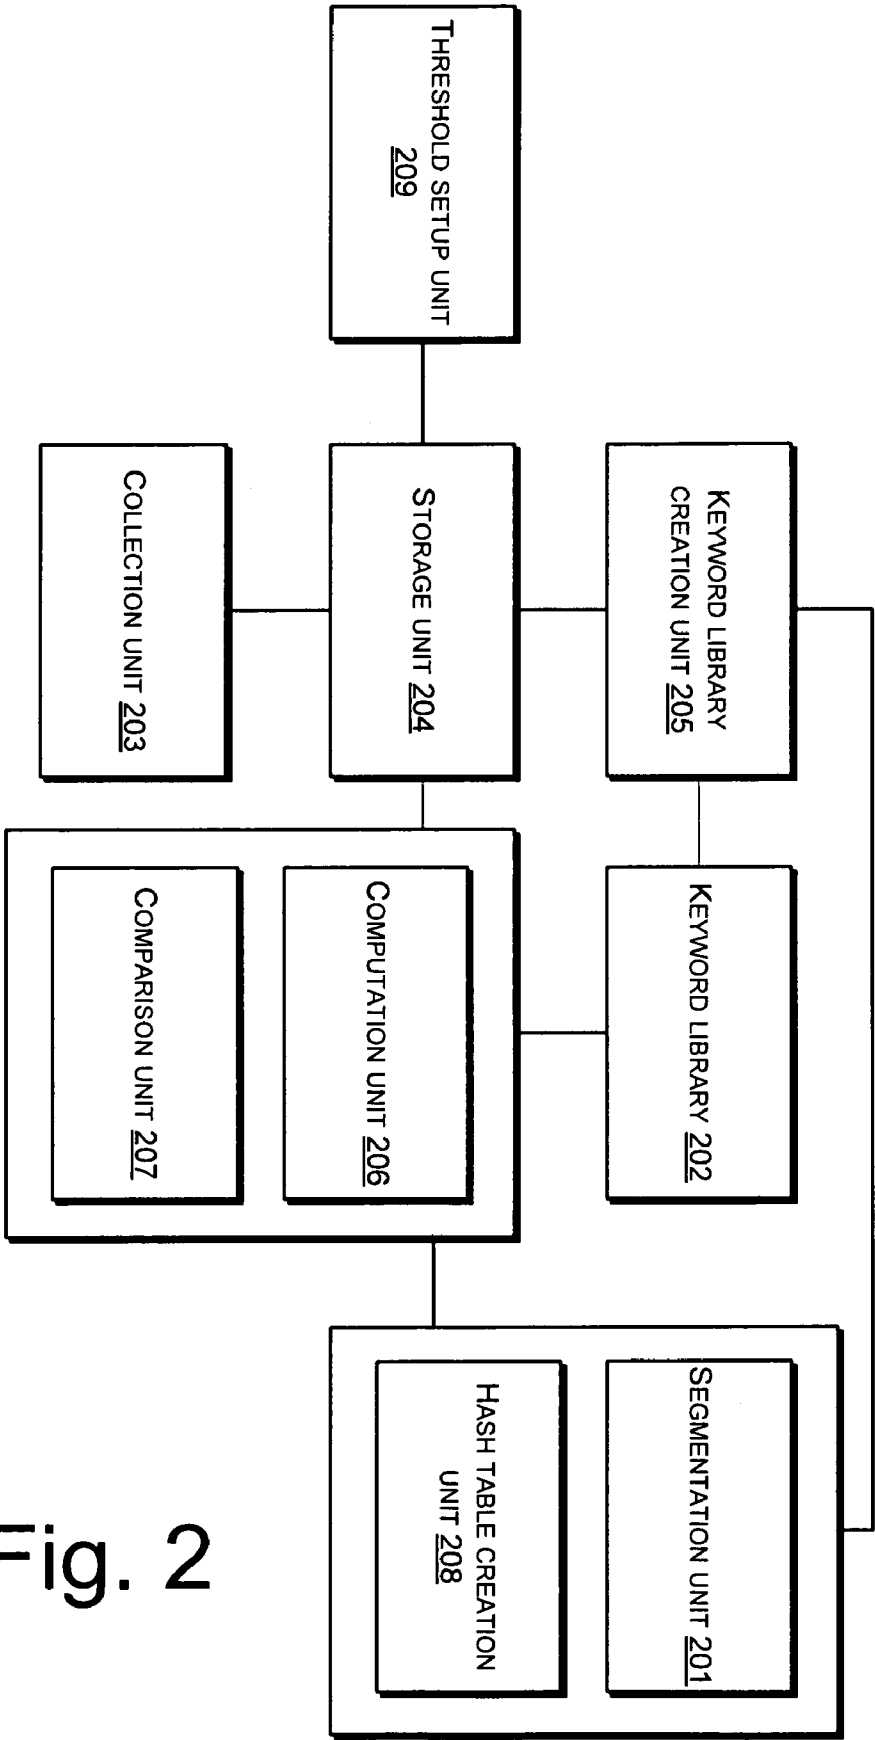 KEYWORD LIBRARY
CREATION UNIT 205
KEYWORD LIBRARY 202
SEGMENTATION UNIT 201
THRESHOLD SETUP UNIT
209
STORAGE UNIT 204
COMPUTATION UNIT 206
HASH TABLE CREATION
UNIT 208
COLLECTION UNIT 203
COMPARISON UNIT 207
Fig. 2